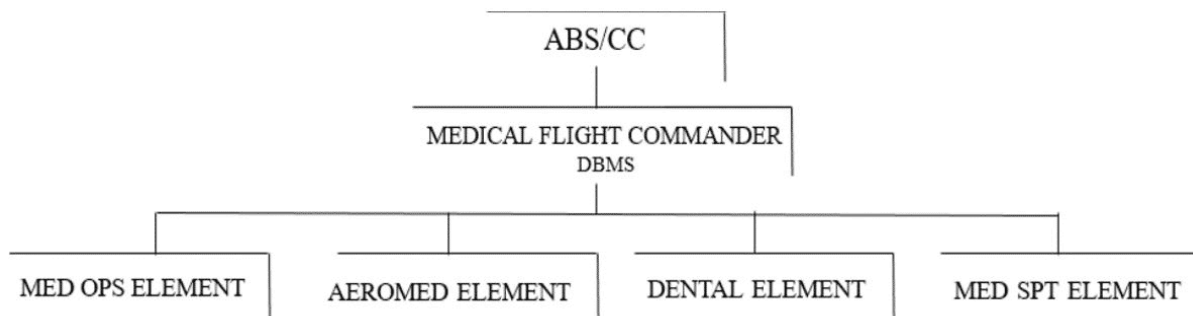 ABS/CC
MEDICAL FLIGHT COMMANDER
DBMS
MED OPS ELEMENT
AEROMED ELEMENT
DENTAL ELEMENT
MED SPT ELEMENT